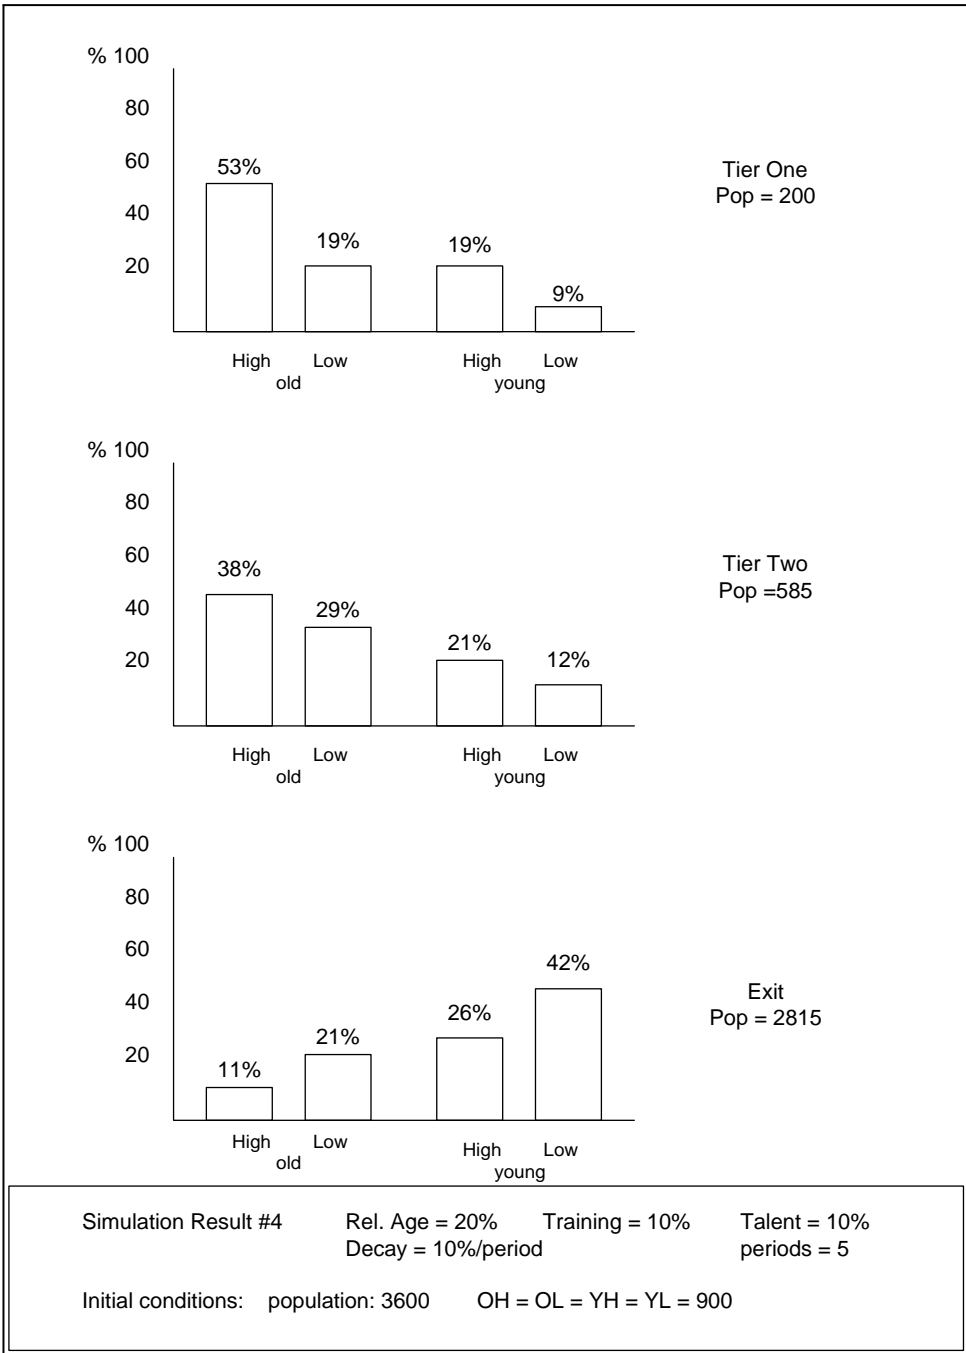 % 100
80
60
40
20
53%
19%
19%
9%
High Low High Low
old young
Tier One
Pop = 200
% 100
80
60
40
20
38%
29%
21%
12%
High Low High Low
old young
Tier Two
Pop =585
% 100
80
60
40
20
11%
21%
26%
42%
High Low High Low
old young
Exit
Pop = 2815
Simulation Result #4 Rel. Age = 20% Training = 10% Talent = 10%
Decay = 10%/period periods = 5
Initial conditions: population: 3600 OH = OL = YH = YL = 900